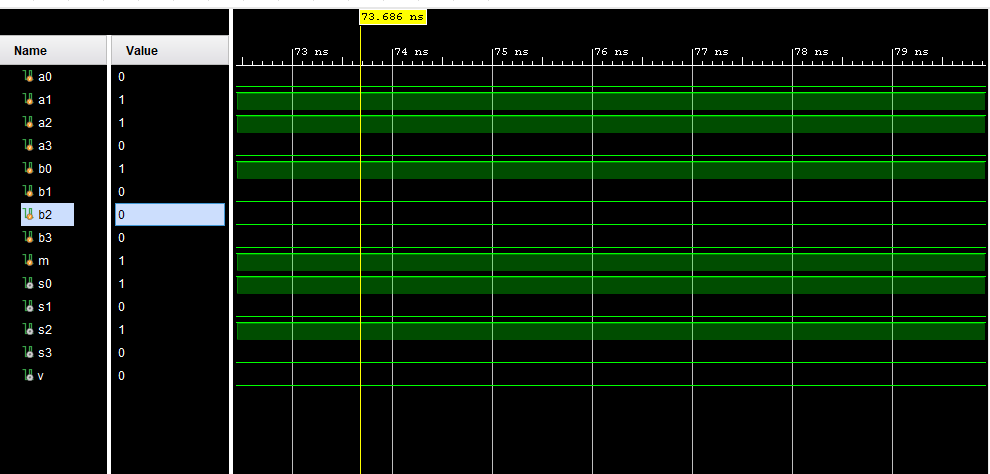 73.686 ns
Name Value
73 ns 74 ns 75 ns 76 ns 77 ns 78 ns 79 ns
a0 0
a1 1
a2 1
a3 0
b0 1
b1 0
b2 0
b3 0
m 1
s0 1
s1 0
s2 1
s3 0
v 0